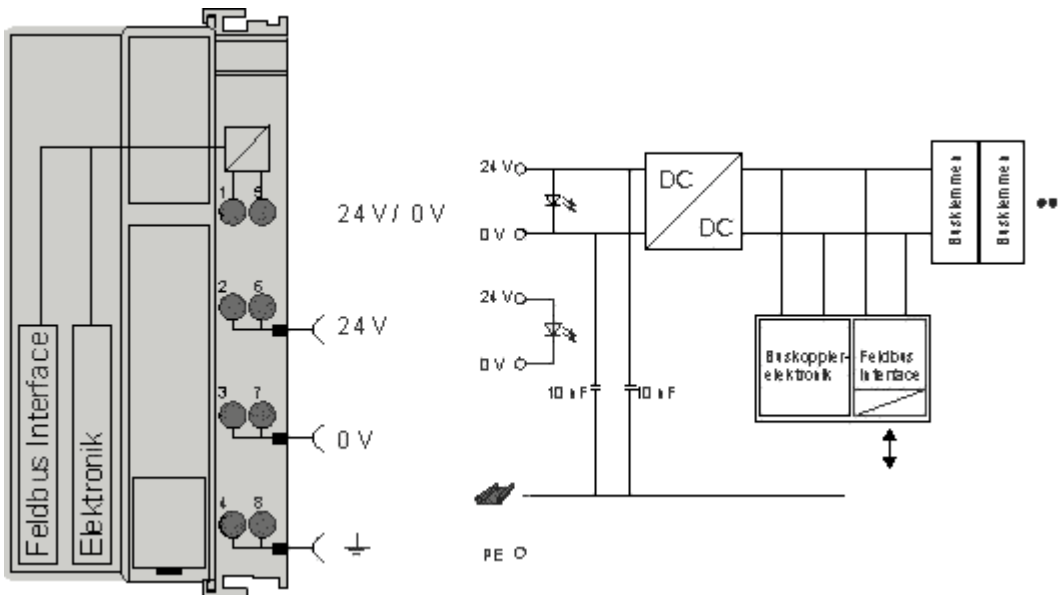 1 5
24 V / 0 V
2 6
24 V
3 7
0 V
4 8
Feldbus Interface
Elektronik
24 V
0 V
24 V
0 V
DC
DC
Busklemmen
Busklemmen
Buskoppler-
elektronik
Feldbus
Interface
10 nF
10 nF
PE